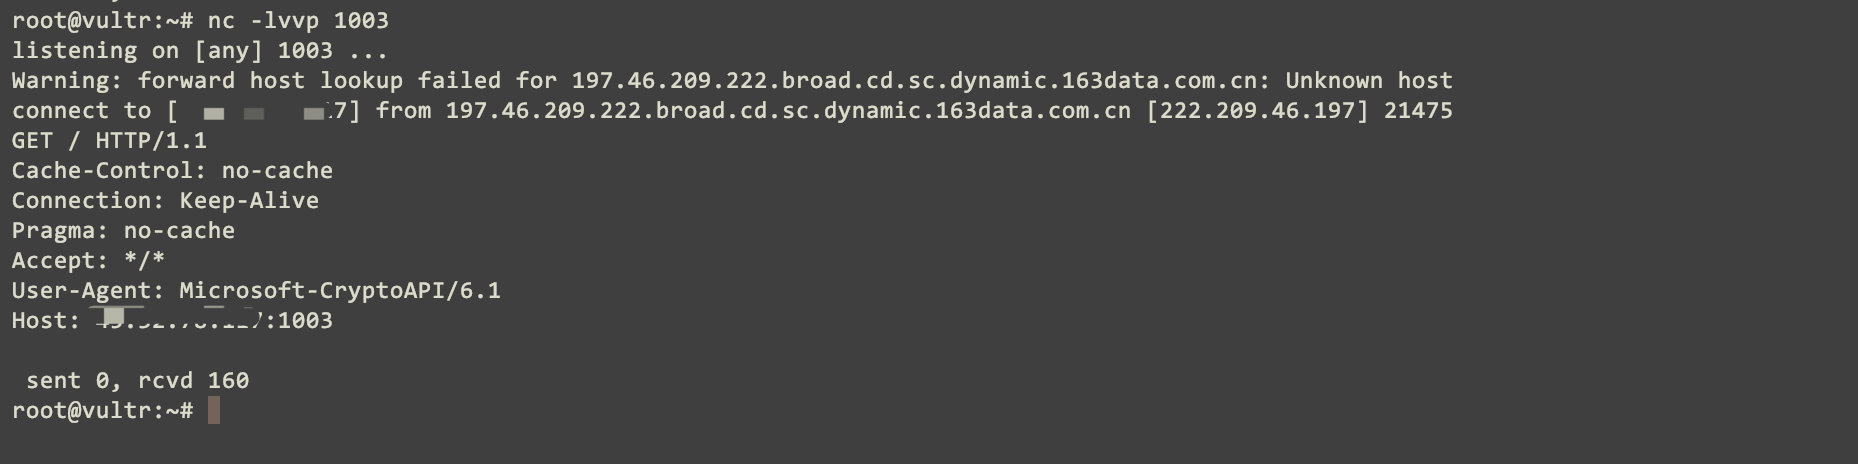 root@vultr:~# nc -lvvp 1003
listening on [any] 1003 ...
Warning: forward host lookup failed for 197.46.209.222.broad.cd.sc.dynamic.163data.com.cn: Unknown host
connect to [ 7] from 197.46.209.222.broad.cd.sc.dynamic.163data.com.cn [222.209.46.197] 21475
GET / HTTP/1.1
Cache-Control: no-cache
Connection: Keep-Alive
Pragma: no-cache
Accept: */*
User-Agent: Microsoft-CryptoAPI/6.1
Host: :1003
sent 0, rcvd 160
root@vultr:~#